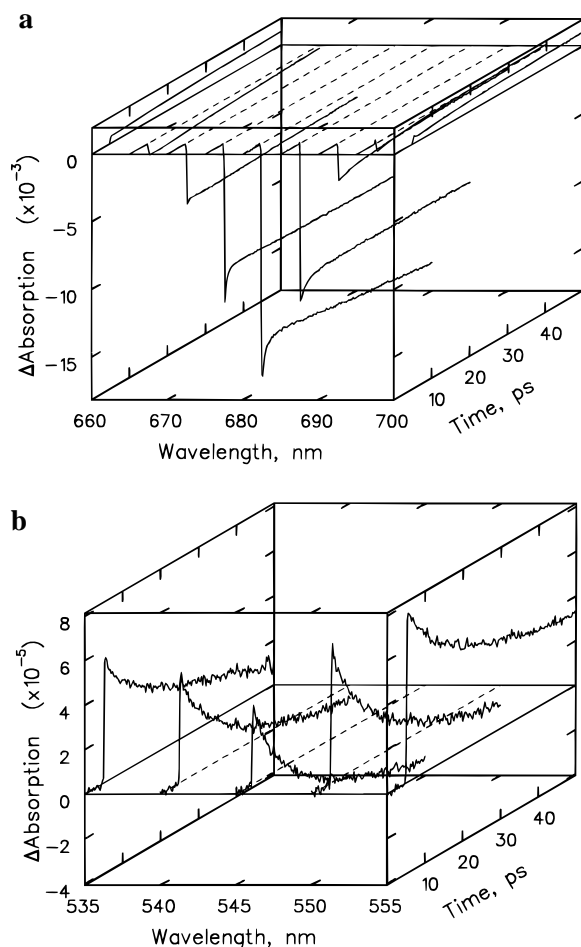 a
0
−5
−10
−15
ΔAbsorption (×10⁻³)
660 670 680 690 700
Wavelength, nm
10 20 30 40
Time, ps
b
8
6
4
2
0
−2
−4
ΔAbsorption (×10⁻⁵)
535 540 545 550 555
Wavelength, nm
10 20 30 40
Time, ps